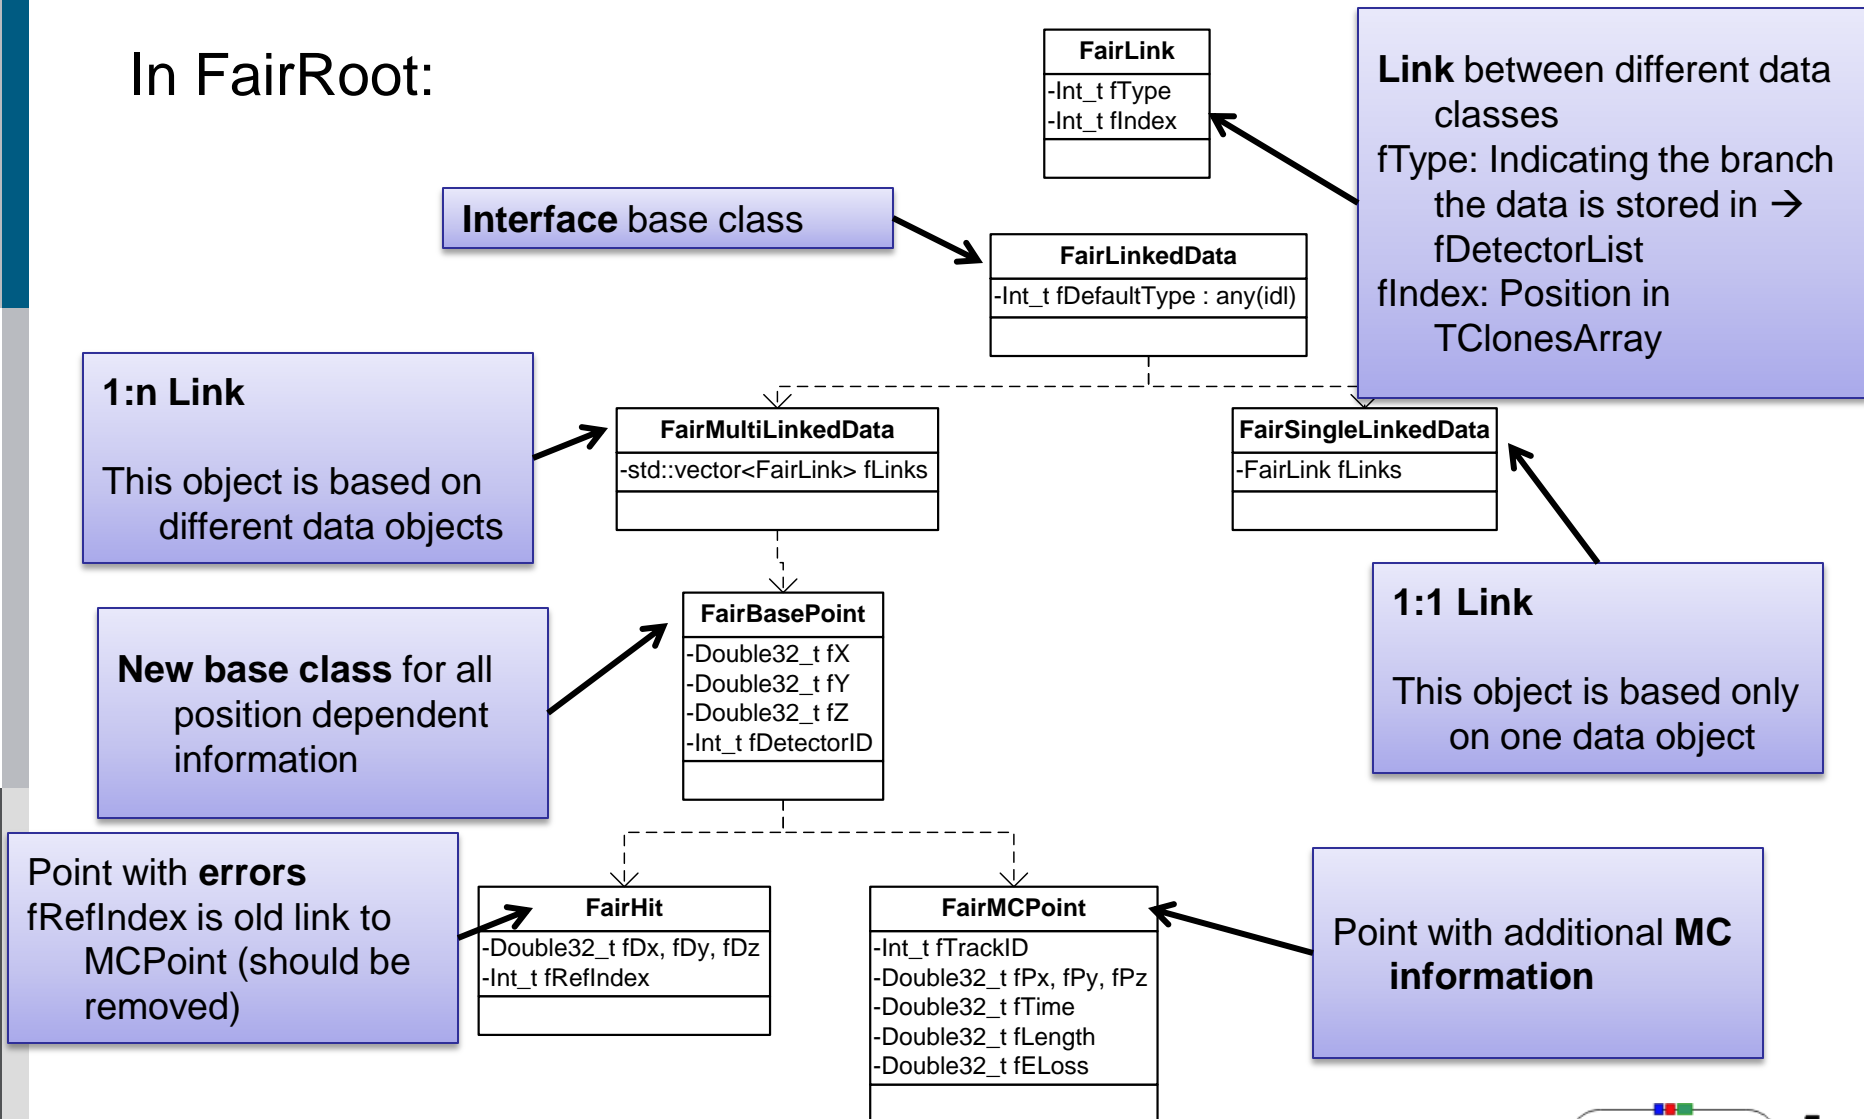 In FairRoot:
FairLink
-Int_t fType
-Int_t fIndex
Link between different data
classes
fType: Indicating the branch
the data is stored in →
fDetectorList
fIndex: Position in
TClonesArray
Interface base class
FairLinkedData
-Int_t fDefaultType : any(idl)
1:n Link
This object is based on
different data objects
FairMultiLinkedData
-std::vector<FairLink> fLinks
FairSingleLinkedData
-FairLink fLinks
1:1 Link
This object is based only
on one data object
New base class for all
position dependent
information
FairBasePoint
-Double32_t fX
-Double32_t fY
-Double32_t fZ
-Int_t fDetectorID
Point with errors
fRefIndex is old link to
MCPoint (should be
removed)
FairHit
-Double32_t fDx, fDy, fDz
-Int_t fRefIndex
FairMCPoint
-Int_t fTrackID
-Double32_t fPx, fPy, fPz
-Double32_t fTime
-Double32_t fLength
-Double32_t fELoss
Point with additional MC
information